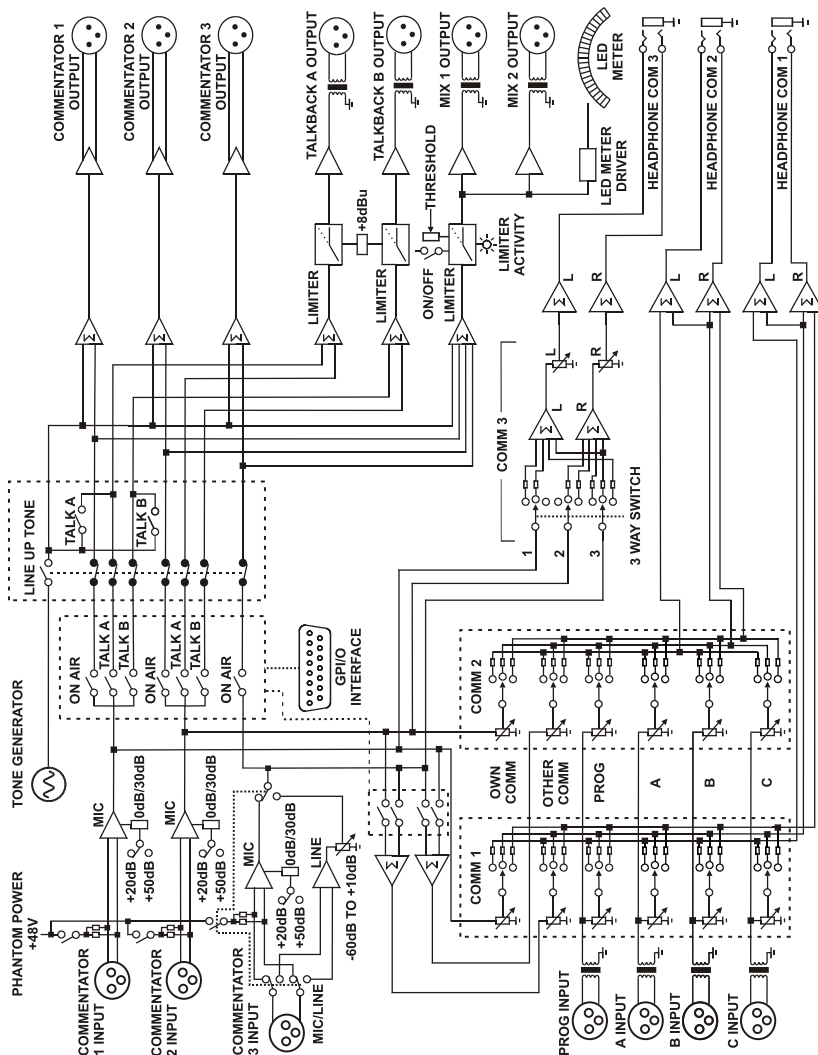 COMMENTATOR 1
OUTPUT
COMMENTATOR 2
OUTPUT
COMMENTATOR 3
OUTPUT
TALKBACK A OUTPUT
TALKBACK B OUTPUT
MIX 1 OUTPUT
MIX 2 OUTPUT
LED
METER
HEADPHONE COM 3
HEADPHONE COM 2
HEADPHONE COM 1
+8dBu
THRESHOLD
LED METER
DRIVER
LIMITER
LIMITER
ON/OFF
LIMITER
LIMITER
ACTIVITY
L
R
L
R
L
R
Σ
Σ
Σ
Σ
Σ
Σ
Σ
Σ
Σ
Σ
Σ
Σ
L
R
COMM 3
Σ
L
Σ
R
1
2
3
3 WAY SWITCH
LINE UP TONE
TALK A
TALK B
ON AIR
TALK A
TALK B
ON AIR
TALK A
TALK B
ON AIR
GPI/O
INTERFACE
TONE GENERATOR
COMM 2
OWN
COMM
OTHER
COMM
PROG
A
B
C
COMM 1
MIC
0dB/30dB
+20dB
+50dB
MIC
0dB/30dB
+20dB
+50dB
MIC
0dB/30dB
+20dB
+50dB
LINE
-60dB TO +10dB
Σ
Σ
PHANTOM POWER
+48V
COMMENTATOR
1 INPUT
COMMENTATOR
2 INPUT
COMMENTATOR
3 INPUT
MIC/LINE
PROG INPUT
A INPUT
B INPUT
C INPUT